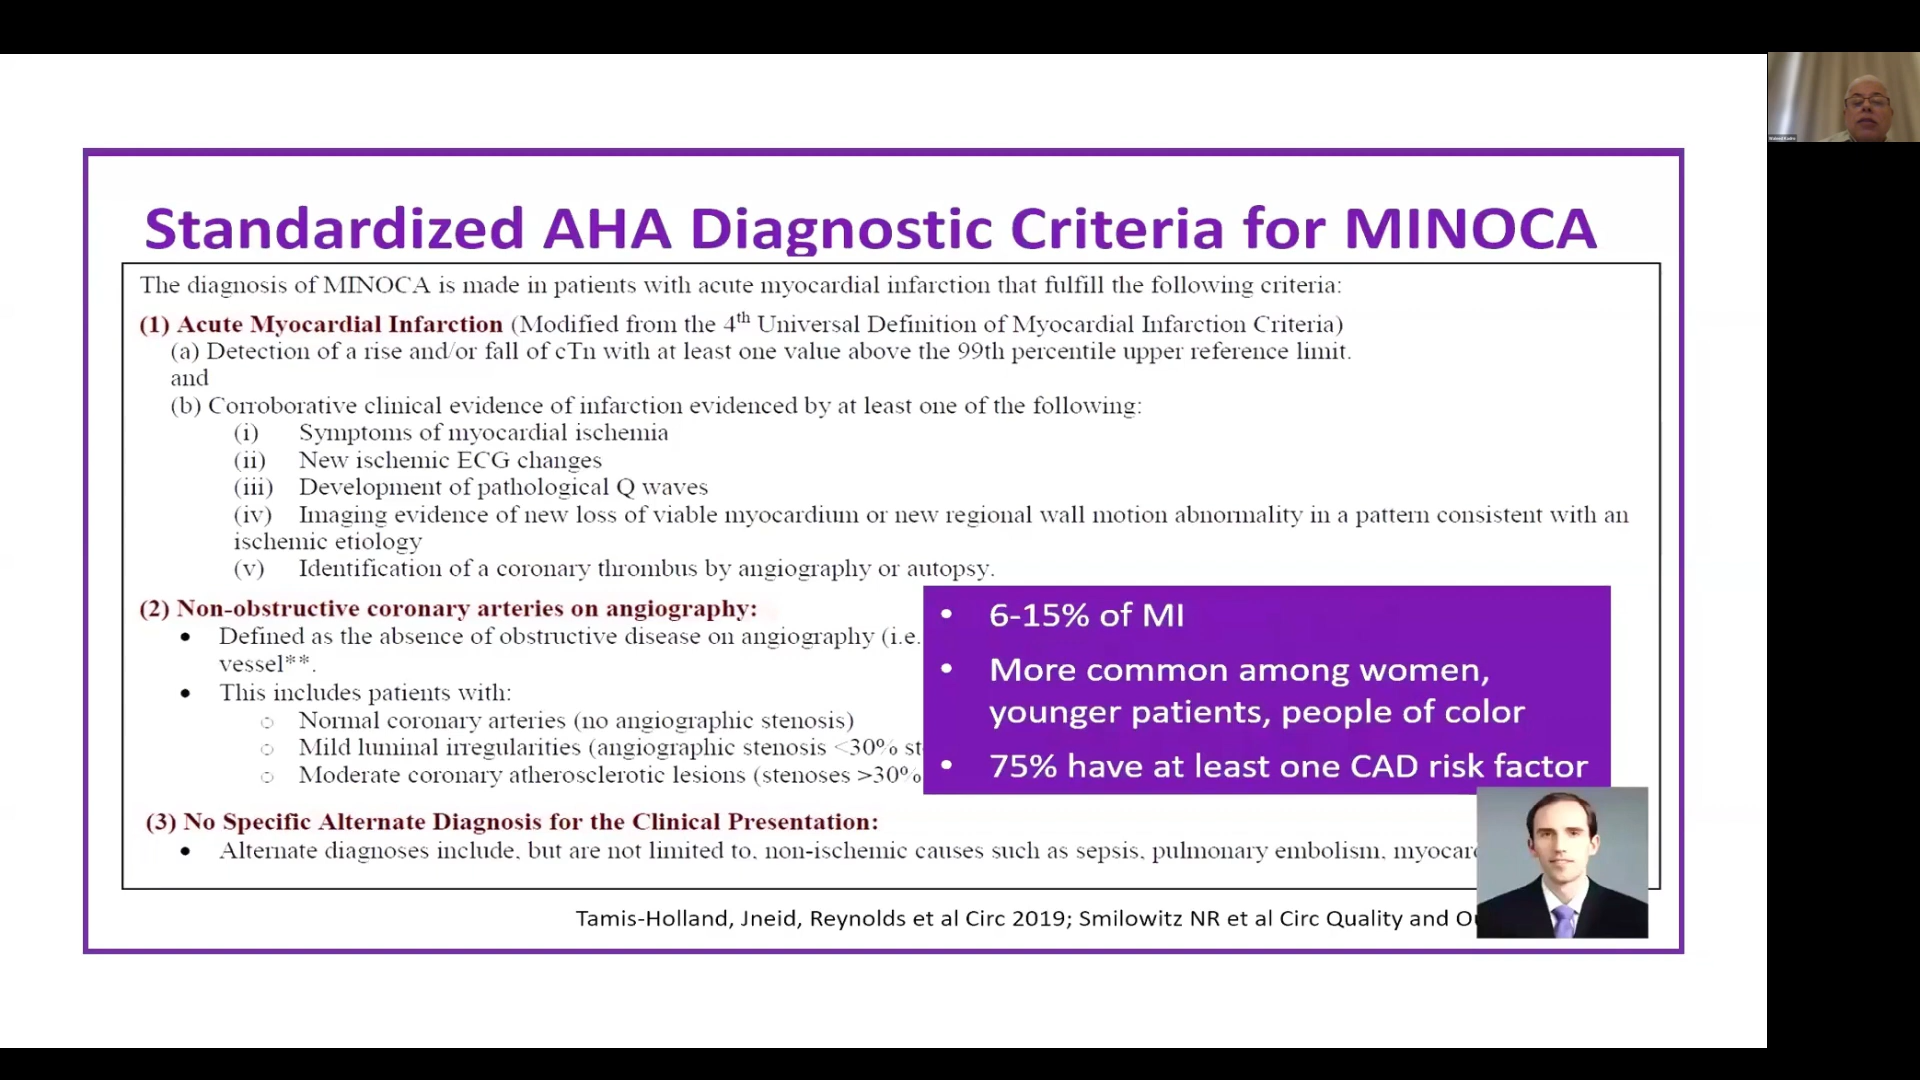 Standardized AHA Diagnostic Criteria for MINOCA
The diagnosis of MINOCA is made in patients with acute myocardial infarction that fulfill the following criteria:
(1) Acute Myocardial Infarction (Modified from the 4th Universal Definition of Myocardial Infarction Criteria)
(a) Detection of a rise and/or fall of cTn with at least one value above the 99th percentile upper reference limit.
and
(b) Corroborative clinical evidence of infarction evidenced by at least one of the following:
(i) Symptoms of myocardial ischemia
(ii) New ischemic ECG changes
(iii) Development of pathological Q waves
(iv) Imaging evidence of new loss of viable myocardium or new regional wall motion abnormality in a pattern consistent with an
ischemic etiology
(v) Identification of a coronary thrombus by angiography or autopsy.
(2) Non-obstructive coronary arteries on angiography:
• Defined as the absence of obstructive disease on angiography (i.e.
vessel**.
• This includes patients with:
○ Normal coronary arteries (no angiographic stenosis)
○ Mild luminal irregularities (angiographic stenosis <30% st
○ Moderate coronary atherosclerotic lesions (stenoses >30%
• 6-15% of MI
• More common among women,
younger patients, people of color
• 75% have at least one CAD risk factor
(3) No Specific Alternate Diagnosis for the Clinical Presentation:
• Alternate diagnoses include, but are not limited to, non-ischemic causes such as sepsis, pulmonary embolism, myocar
Tamis-Holland, Jneid, Reynolds et al Circ 2019; Smilowitz NR et al Circ Quality and O